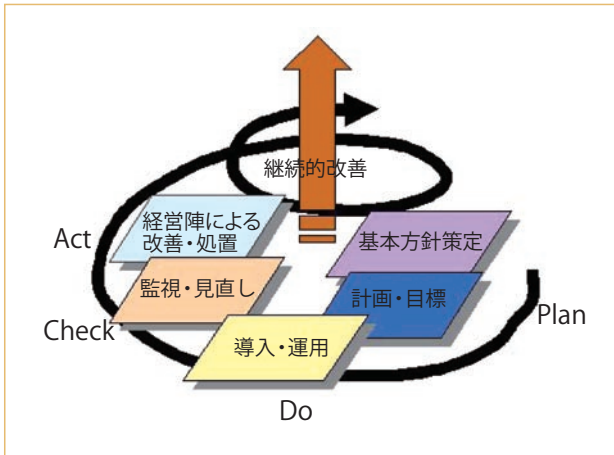 継続的改善
経営陣による
改善・処置
基本方針策定
Act
監視・見直し
計画・目標
Check
Plan
導入・運用
Do